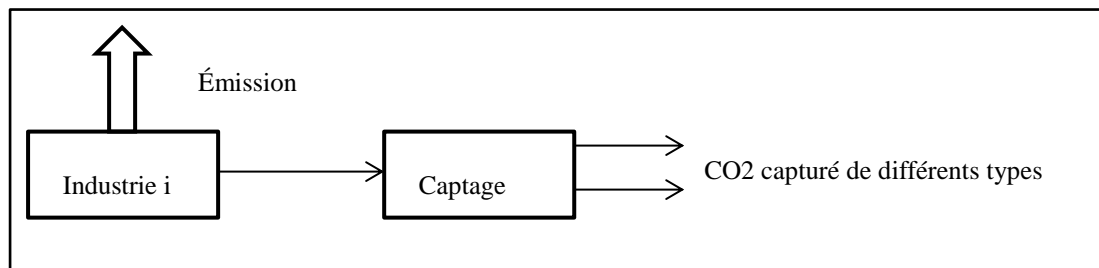 Émission
Industrie i
Captage
CO2 capturé de différents types